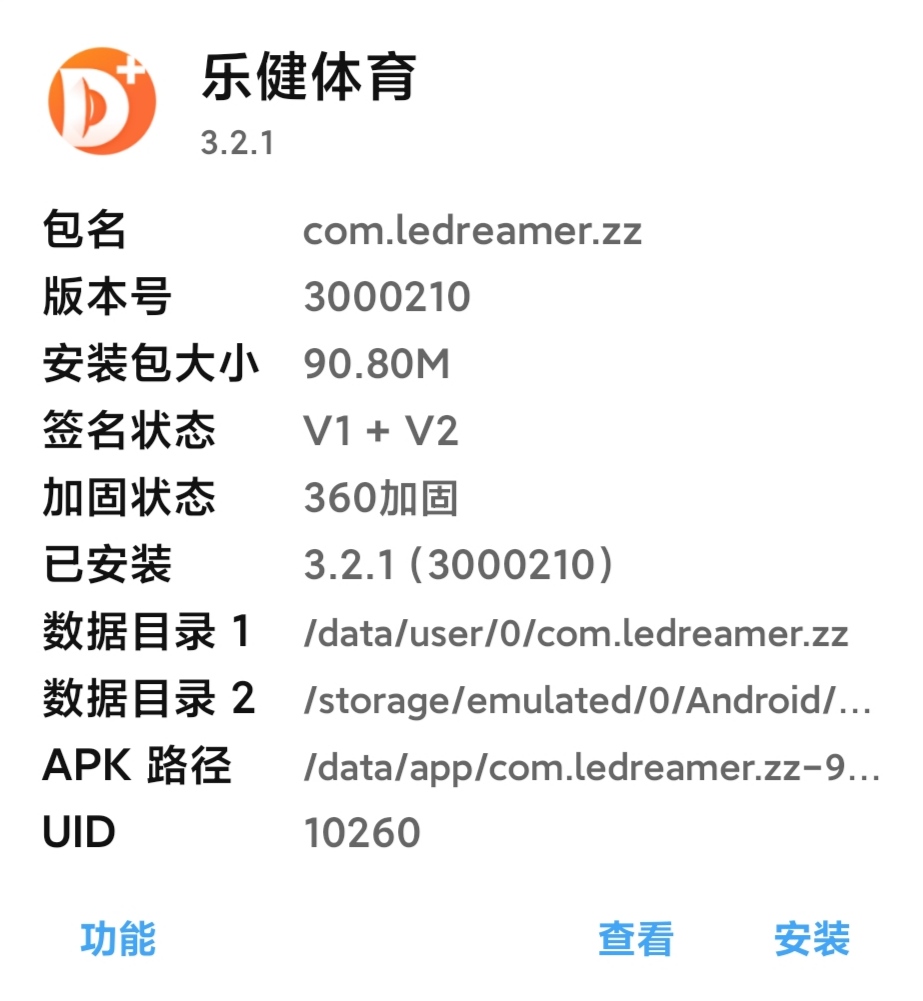 D+
乐健体育
3.2.1
包名 com.ledreamer.zz
版本号 3000210
安装包大小 90.80M
签名状态 V1 + V2
加固状态 360加固
已安装 3.2.1 (3000210)
数据目录 1 /data/user/0/com.ledreamer.zz
数据目录 2 /storage/emulated/0/Android/...
APK 路径 /data/app/com.ledreamer.zz-9...
UID 10260
功能 查看 安装